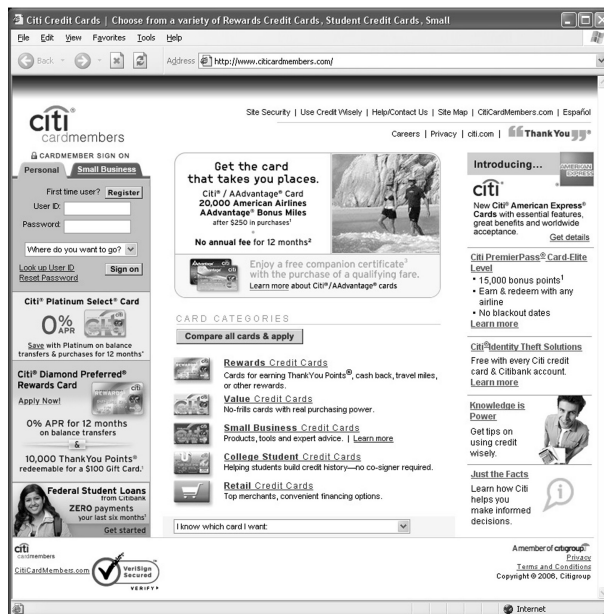 Citi Credit Cards | Choose from a variety of Rewards Credit Cards, Student Credit Cards, Small
File Edit View Favorites Tools Help
Back
Address http://www.citicardmembers.com/
Site Security | Use Credit Wisely | Help/Contact Us | Site Map | CitiCardMembers.com | Español
Careers | Privacy | citi.com | Thank You
citi®
cardmembers
CARDMEMBER SIGN ON
Personal Small Business
First time user? Register
User ID:
Password:
Where do you want to go?
Look up User ID
Reset Password
Sign on
Citi® Platinum Select® Card
0%
APR
Save with Platinum on balance
transfers & purchases for 12 months*
Citi® Diamond Preferred®
Rewards Card
Apply Now!
0% APR for 12 months
on balance transfers
&
10,000 ThankYou Points®
redeemable for a $100 Gift Card.¹
Federal Student Loans
from Citibank
ZERO payments
your last six months†
Get started
Get the card
that takes you places.
Citi® / AAdvantage® Card
20,000 American Airlines
AAdvantage® Bonus Miles
after $250 in purchases¹
No annual fee for 12 months²
Enjoy a free companion certificate³
with the purchase of a qualifying fare.
Learn more about Citi®/AAdvantage® cards
CARD CATEGORIES
Compare all cards & apply
Rewards Credit Cards
Cards for earning ThankYou Points®, cash back, travel miles,
or other rewards.
Value Credit Cards
No-frills cards with real purchasing power.
Small Business Credit Cards
Products, tools and expert advice. | Learn more
College Student Credit Cards
Helping students build credit history—no co-signer required.
Retail Credit Cards
Top merchants, convenient financing options.
I know which card I want:
Introducing...
AMERICAN EXPRESS
citi®
New Citi® American Express®
Cards with essential features,
great benefits and worldwide
acceptance.
Get details
Citi PremierPass® Card-Elite
Level
• 15,000 bonus points¹
• Earn & redeem with any
airline
• No blackout dates
Learn more
Citi®Identity Theft Solutions
Free with every Citi credit
card & Citibank account.
Learn more
Knowledge is
Power
Get tips on
using credit
wisely.
Just the Facts
Learn how Citi
helps you
make informed
decisions.
citi
cardmembers
CitiCardMembers.com
VeriSign
Secured
VERIFY
A member of citigroup
Privacy
Terms and Conditions
Copyright © 2006, Citigroup
Internet